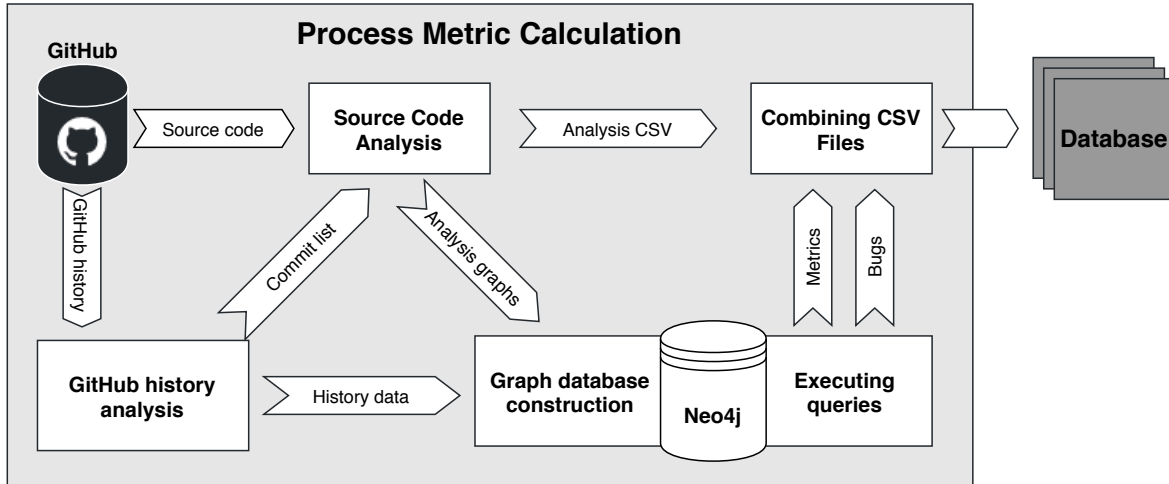 Process Metric Calculation
GitHub
Source code
Source Code
Analysis
Analysis CSV
Combining CSV
Files
Database
GitHub history
Commit list
Analysis graphs
Metrics
Bugs
GitHub history
analysis
History data
Graph database
construction
Neo4j
Executing
queries